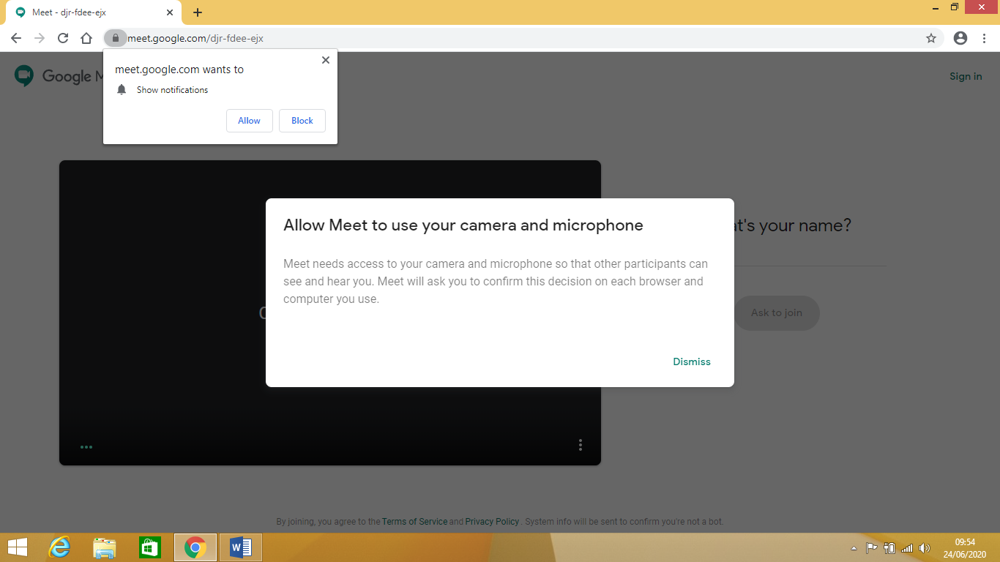 Meet - djr-fdee-ejx
meet.google.com/djr-fdee-ejx
meet.google.com wants to
Show notifications
Allow
Block
Google M
Sign in
Allow Meet to use your camera and microphone
Meet needs access to your camera and microphone so that other participants can
see and hear you. Meet will ask you to confirm this decision on each browser and
computer you use.
Dismiss
at's your name?
Ask to join
By joining, you agree to the Terms of Service and Privacy Policy . System info will be sent to confirm you're not a bot.
09:54
24/06/2020